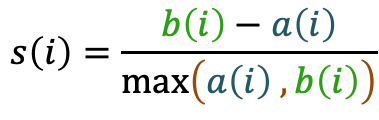 s(i) = b(i) − a(i) / max(a(i) , b(i))